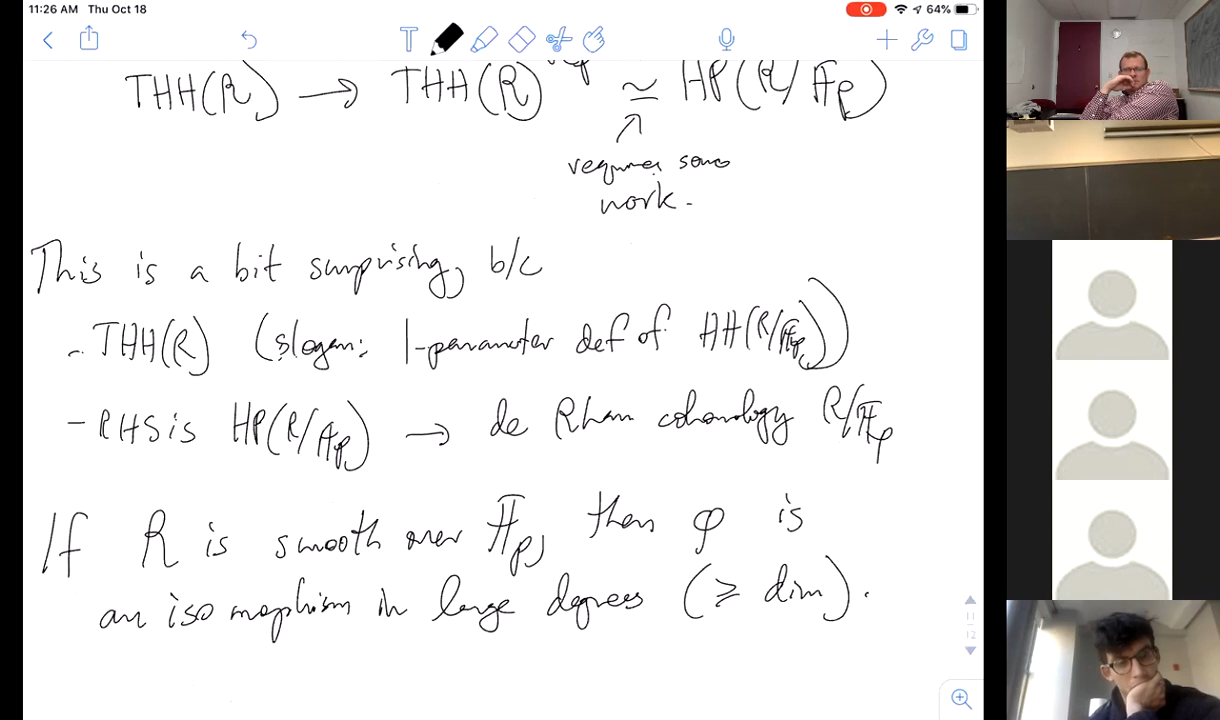 11:26 AM Thu Oct 18
64%
T
THH(R) → THH(R) ≃ HP(R/𝔽p)
requires some
work.
This is a bit surprising, b/c
- THH(R) (slogan: 1-parameter def of HH(R/𝔽p))
- RHS is HP(R/𝔽p) → de Rham cohomology R/𝔽p
If R is smooth over 𝔽p, then φ is
an isomorphism in large degrees (≥ dim).
11
12